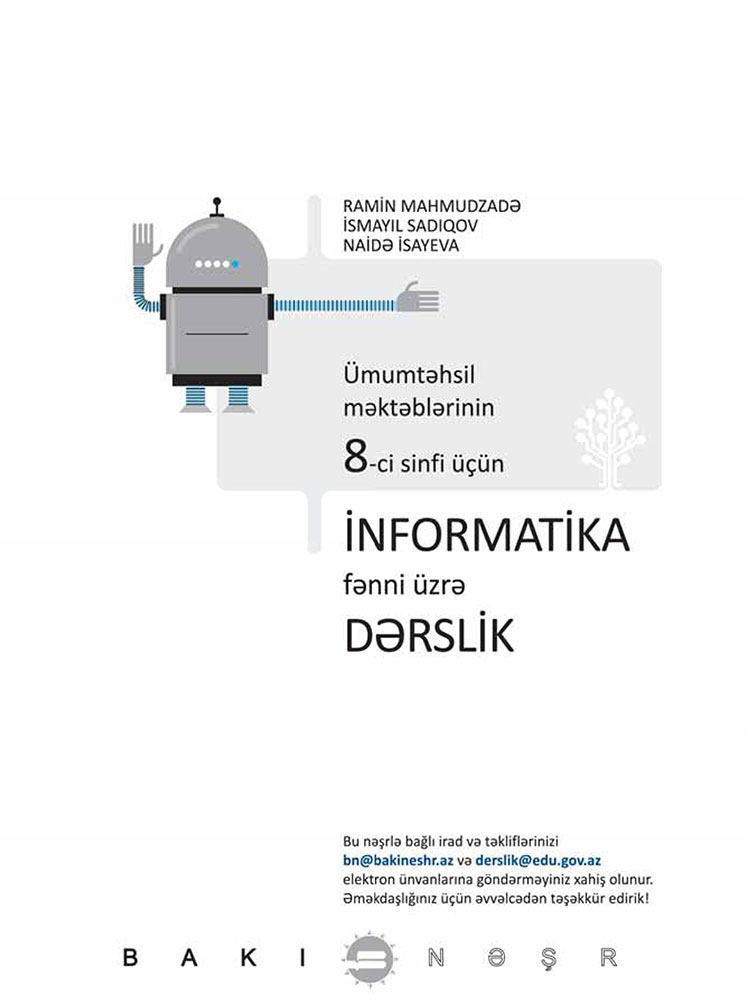 RAMİN MAHMUDZADƏ
İSMAYIL SADIQOV
NAİDƏ İSAYEVA
Ümumtəhsil
məktəblərinin
8-ci sinfi üçün
İNFORMATİKA
fənni üzrə
DƏRSLİK
Bu nəşrlə bağlı irad və təkliflərinizi
bn@bakineshr.az və derslik@edu.gov.az
elektron ünvanlarına göndərməyiniz xahiş olunur.
Əməkdaşlığınız üçün əvvəlcədən təşəkkür edirik!
BAKI NƏŞR